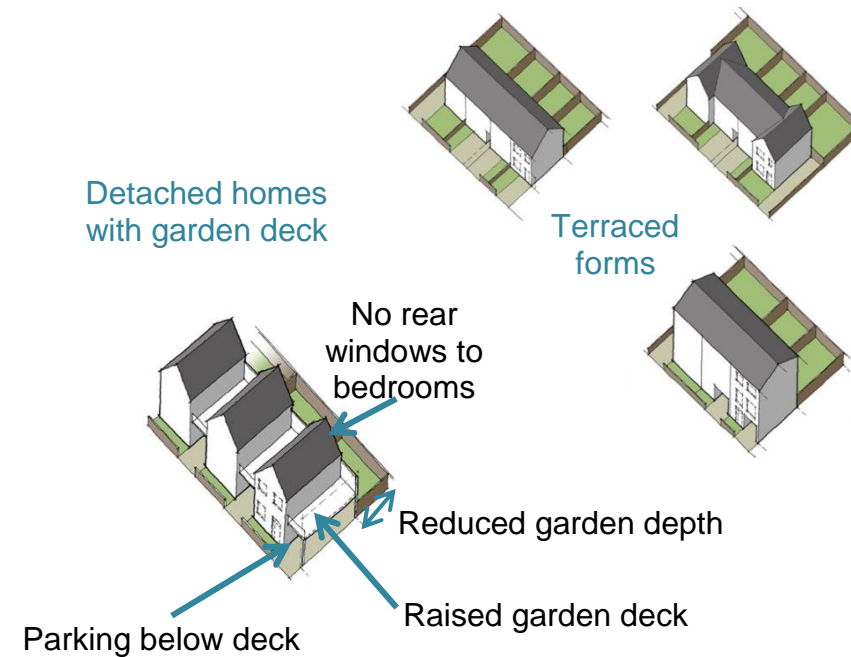 Detached homes
with garden deck
Terraced
forms
No rear
windows to
bedrooms
Reduced garden depth
Raised garden deck
Parking below deck